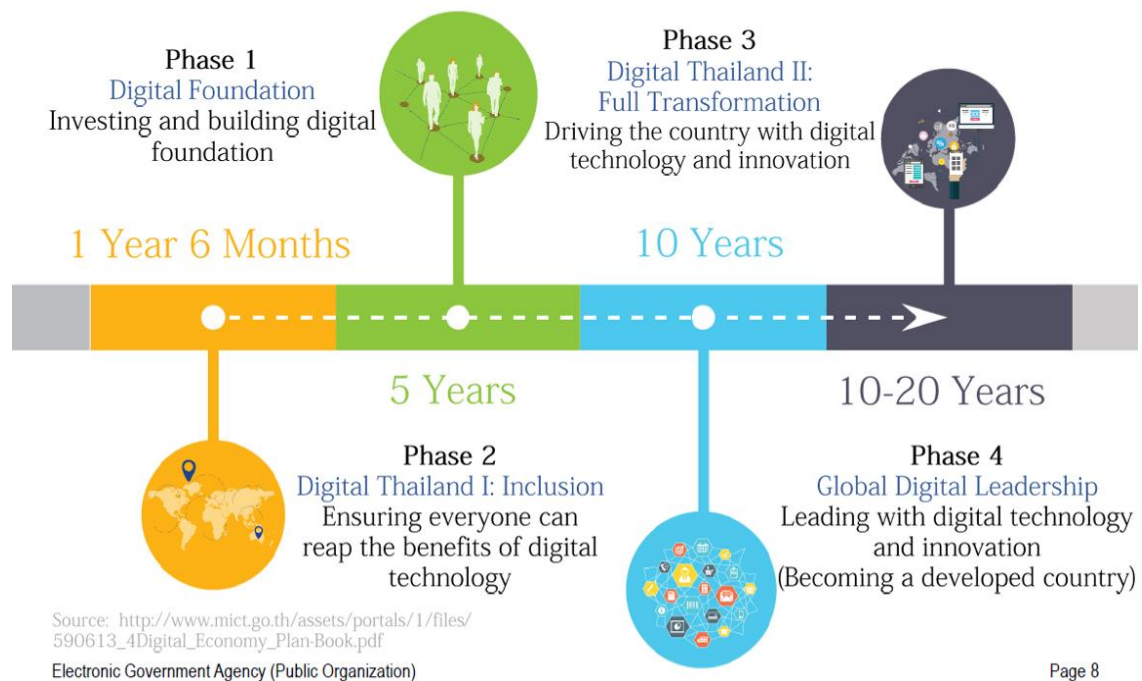 Phase 1
Digital Foundation
Investing and building digital
foundation
1 Year 6 Months
Phase 2
Digital Thailand I: Inclusion
Ensuring everyone can
reap the benefits of digital
technology
5 Years
Phase 3
Digital Thailand II:
Full Transformation
Driving the country with digital
technology and innovation
10 Years
Phase 4
Global Digital Leadership
Leading with digital technology
and innovation
(Becoming a developed country)
10-20 Years
Source: http://www.mict.go.th/assets/portals/1/files/
590613_4Digital_Economy_Plan-Book.pdf
Electronic Government Agency (Public Organization)
Page 8